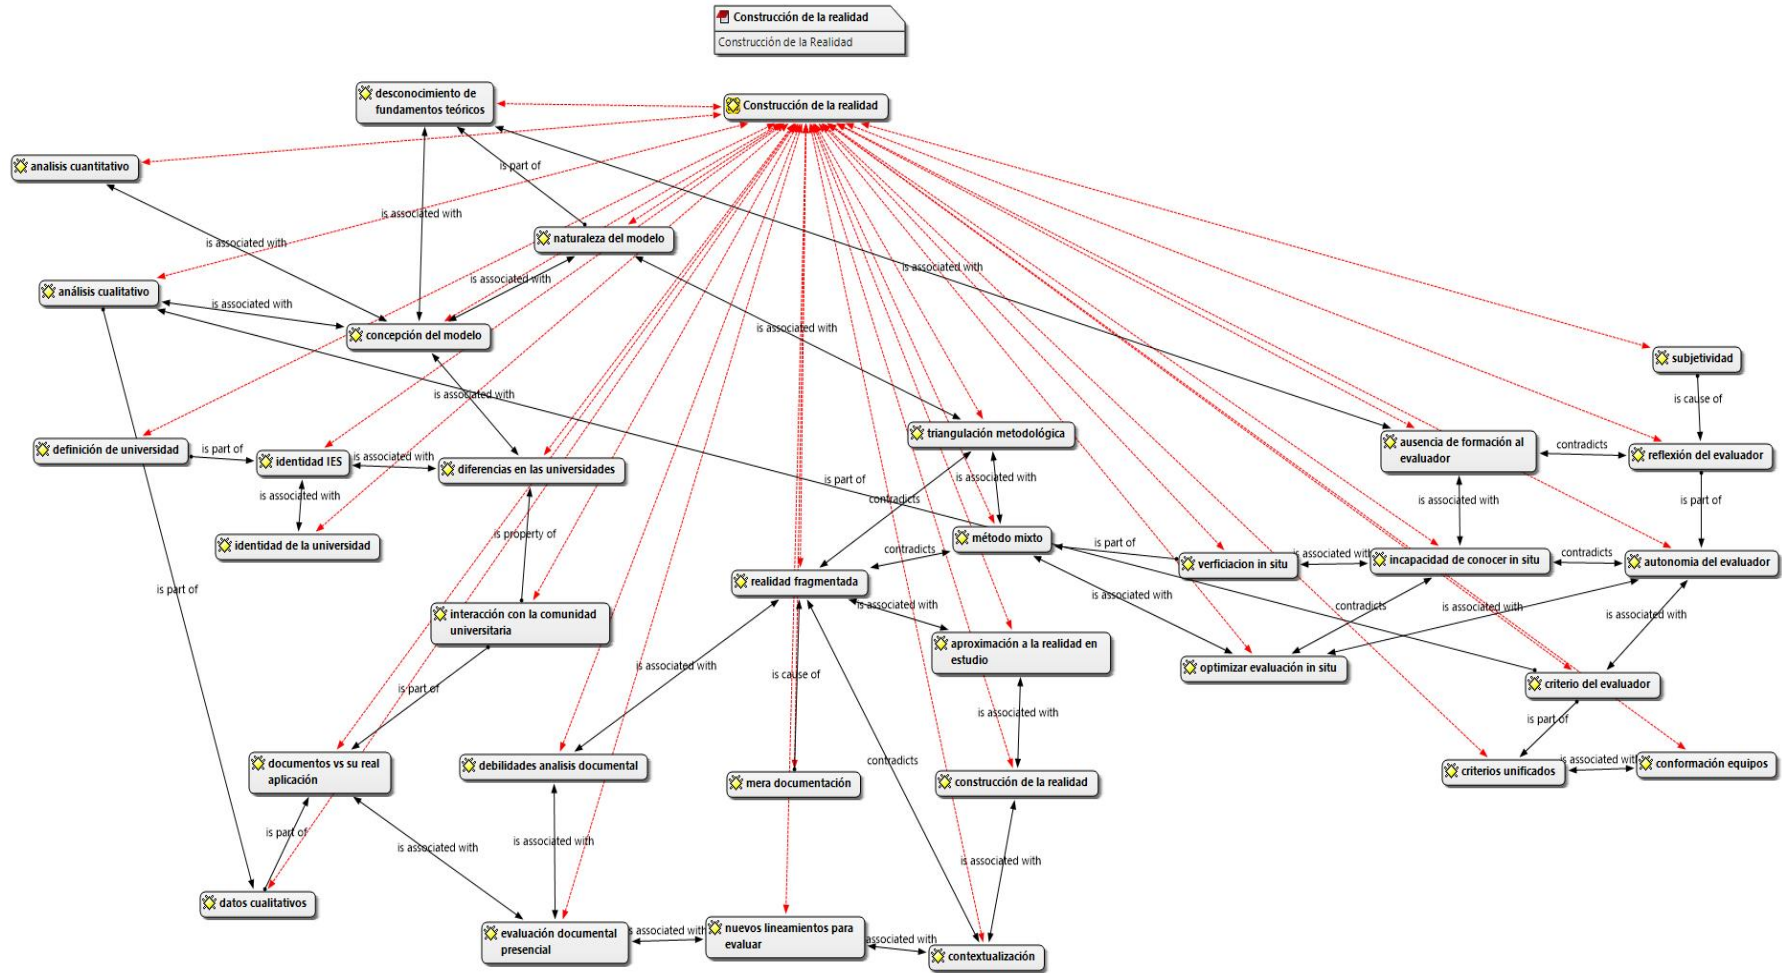 Construcción de la realidad
Construcción de la Realidad
desconocimiento de
fundamentos teóricos
Construcción de la realidad
analisis cuantitativo
is part of
is associated with
naturaleza del modelo
is associated with
is associated with
is associated with
análisis cualitativo
is associated with
concepción del modelo
is associated with
subjetividad
is associated with
is cause of
triangulación metodológica
ausencia de formación al
evaluador
contradicts
reflexión del evaluador
definición de universidad
is part of
identidad IES
is associated with
diferencias en las universidades
is part of
is associated with
is associated with
contradicts
is associated with
is part of
is property of
identidad de la universidad
método mixto
is part of
contradicts
verficiacion in situ
is associated with
incapacidad de conocer in situ
contradicts
autonomia del evaluador
realidad fragmentada
is part of
is associated with
is associated with
contradicts
is associated with
is associated with
interacción con la comunidad
universitaria
aproximación a la realidad en
estudio
optimizar evaluación in situ
is associated with
is cause of
criterio del evaluador
is part of
is associated with
is part of
documentos vs su real
aplicación
debilidades analisis documental
contradicts
criterios unificados
is associated with
conformación equipos
mera documentación
construcción de la realidad
is part of
is associated with
is associated with
is associated with
datos cualitativos
evaluación documental
presencial
s associated with
nuevos lineamientos para
evaluar
associated with
contextualización